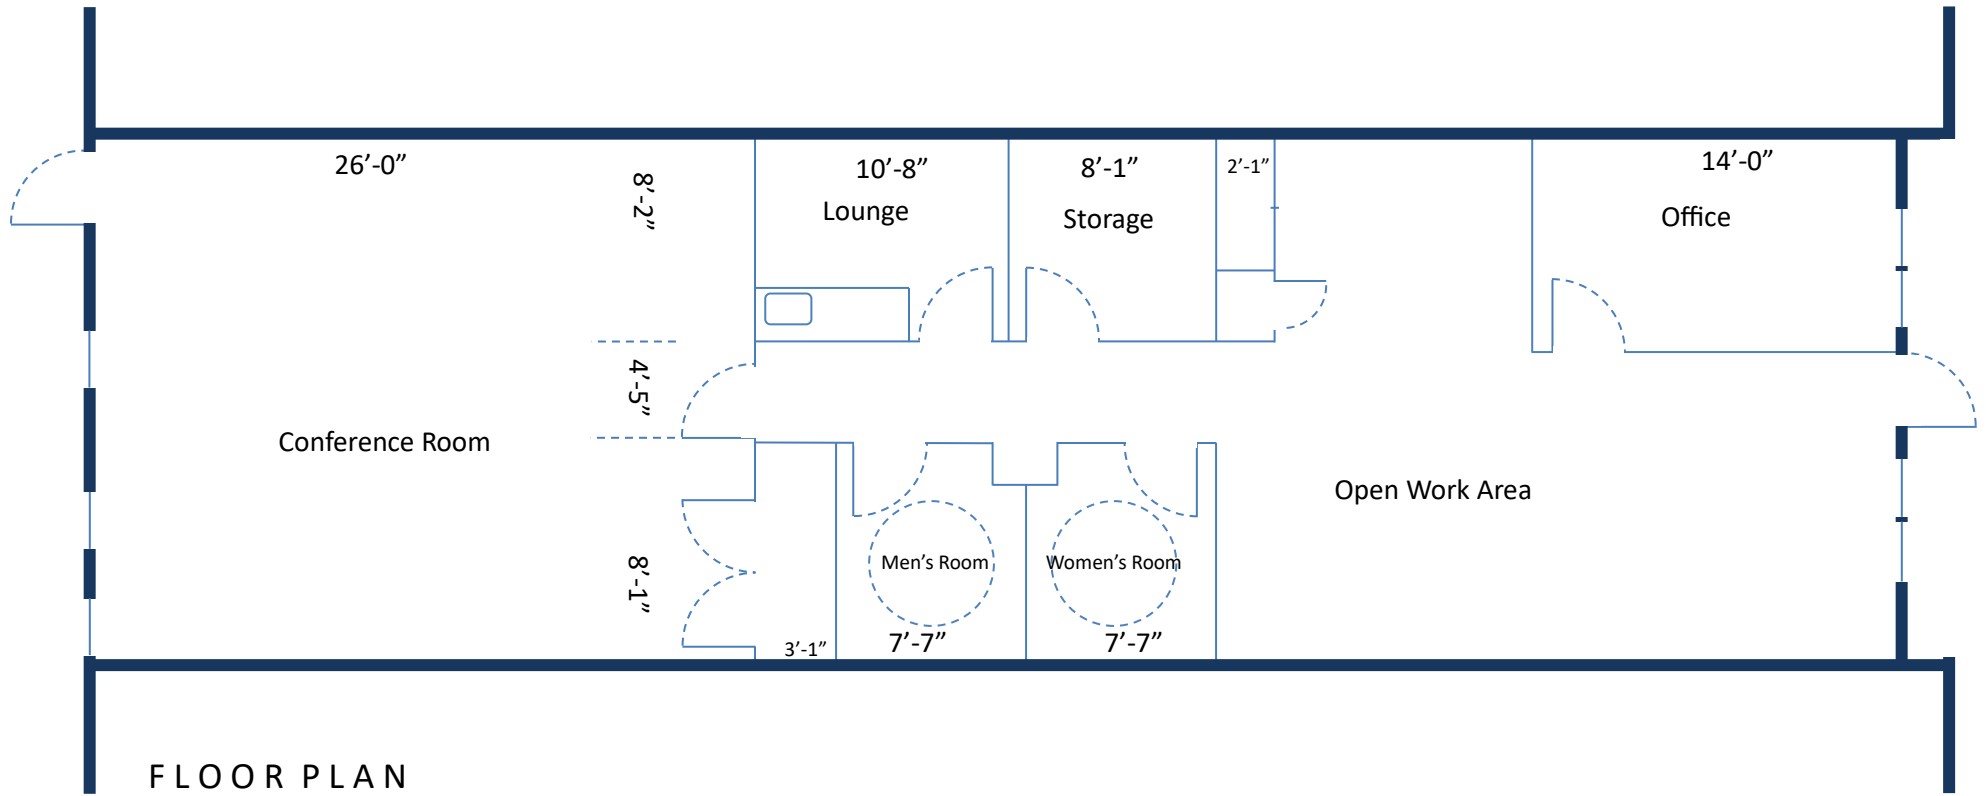 26’-0”
8’-2”
10’-8”
Lounge
8’-1”
Storage
2’-1”
14’-0”
Office
4’-5”
Conference Room
Open Work Area
8’-1”
Men’s Room
Women’s Room
3’-1”
7’-7”
7’-7”
FLOOR PLAN